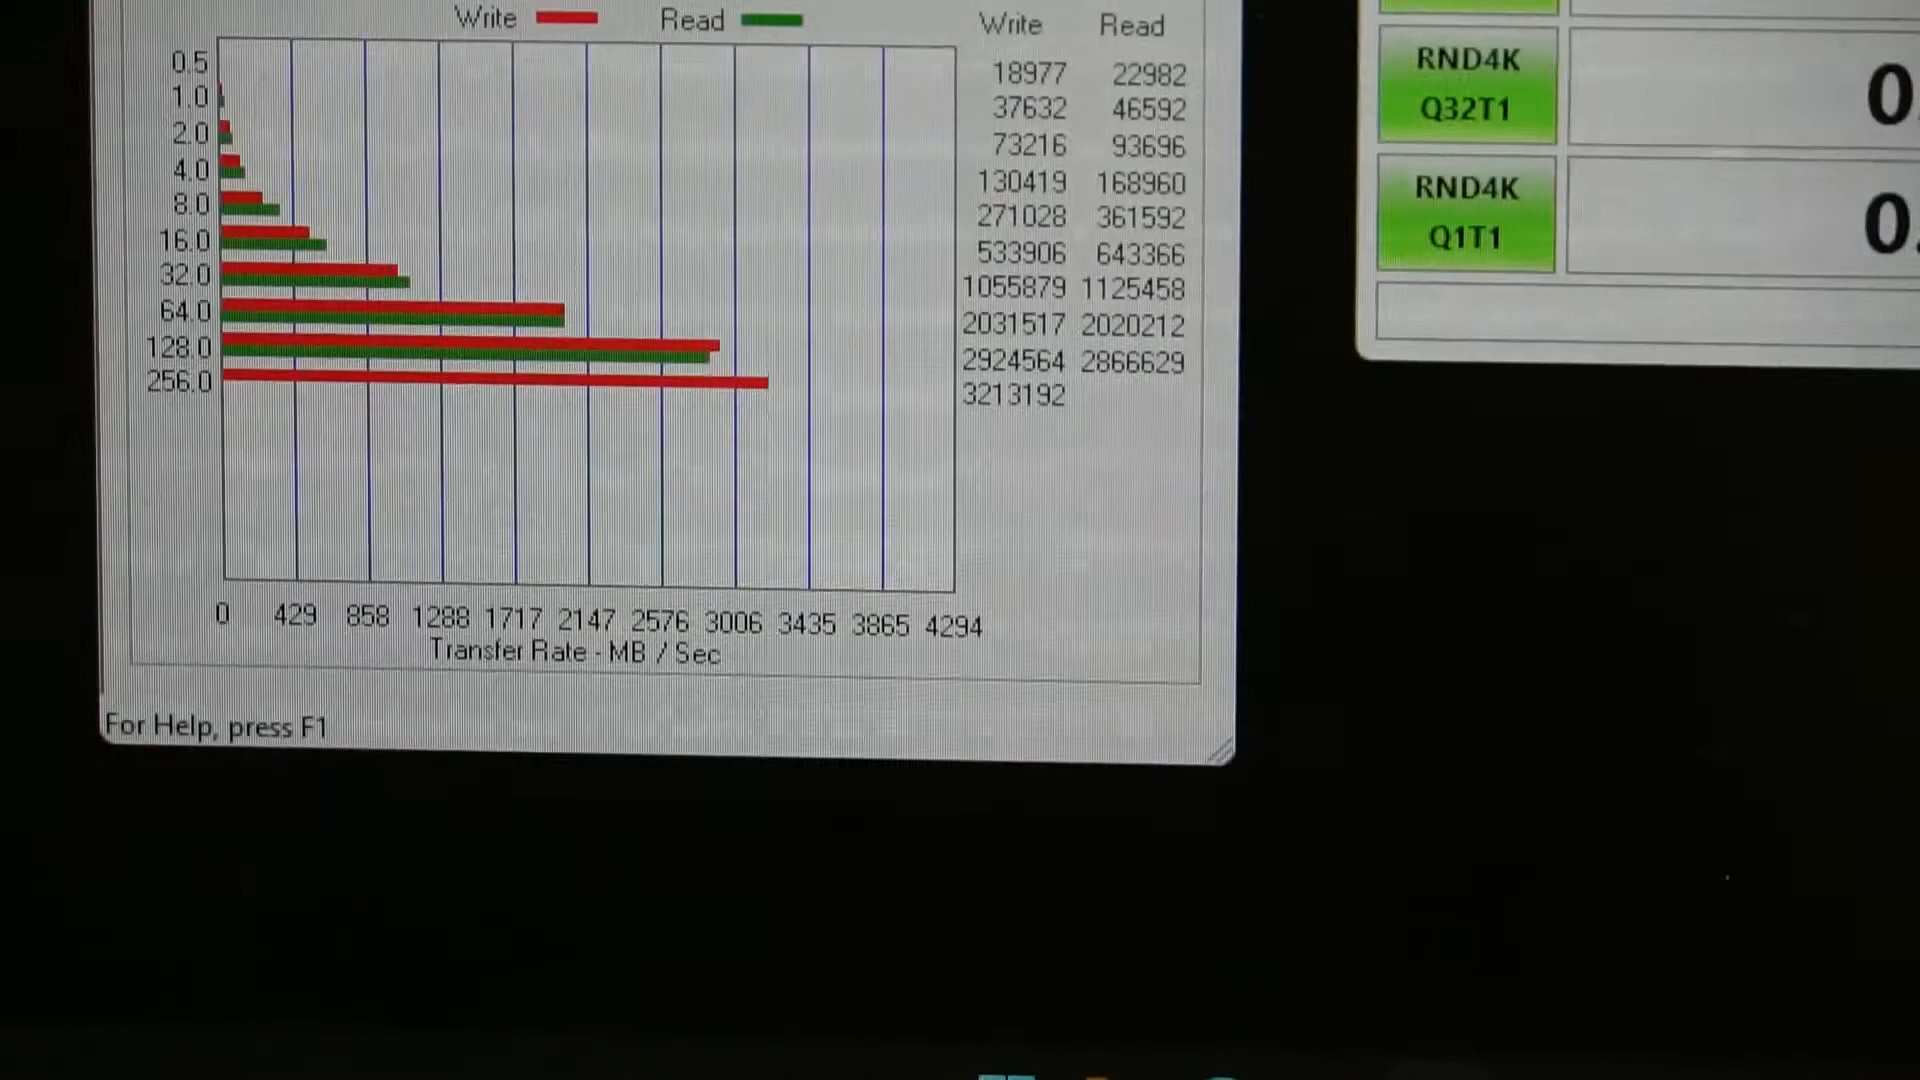 Write Read Write Read
0.5 18977 22982
1.0 37632 46592
2.0 73216 93696
4.0 130419 168960
8.0 271028 361592
16.0 533906 643366
32.0 1055879 1125458
64.0 2031517 2020212
128.0 2924564 2866629
256.0 3213192
0 429 858 1288 1717 2147 2576 3006 3435 3865 4294
Transfer Rate - MB / Sec
For Help, press F1
RND4K
Q32T1
0.
RND4K
Q1T1
0.